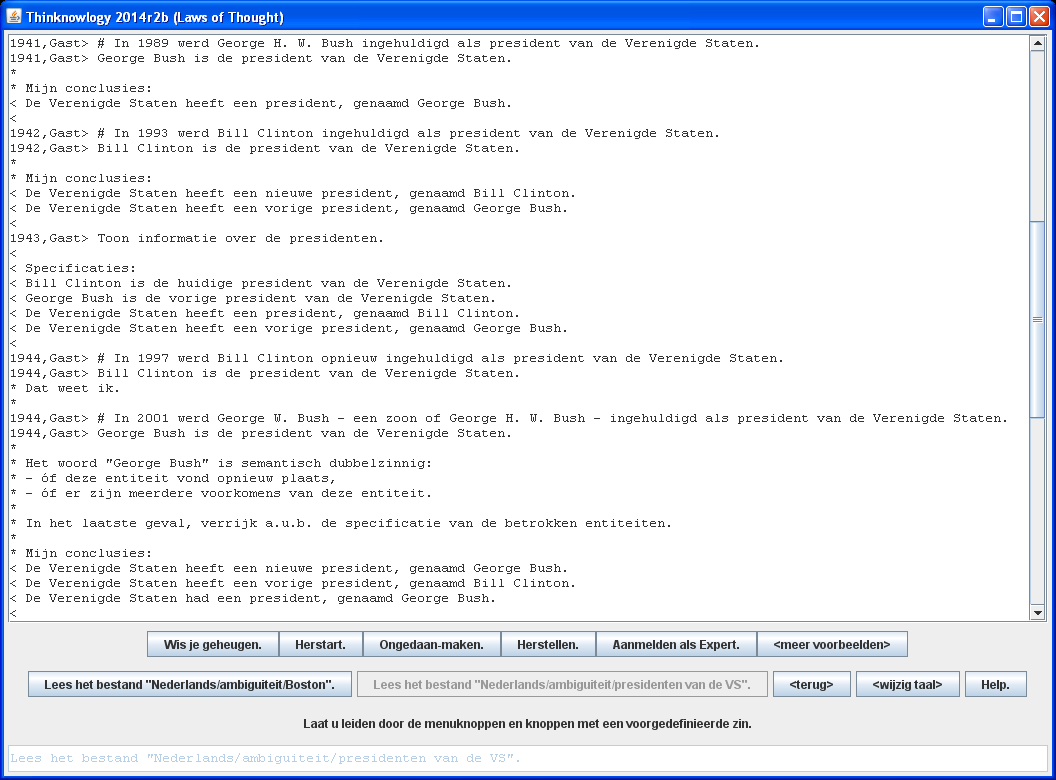 Thinknowlogy 2014r2b (Laws of Thought)
1941,Gast> # In 1989 werd George H. W. Bush ingehuldigd als president van de Verenigde Staten.
1941,Gast> George Bush is de president van de Verenigde Staten.
*
* Mijn conclusies:
< De Verenigde Staten heeft een president, genaamd George Bush.
<
1942,Gast> # In 1993 werd Bill Clinton ingehuldigd als president van de Verenigde Staten.
1942,Gast> Bill Clinton is de president van de Verenigde Staten.
*
* Mijn conclusies:
< De Verenigde Staten heeft een nieuwe president, genaamd Bill Clinton.
< De Verenigde Staten heeft een vorige president, genaamd George Bush.
<
1943,Gast> Toon informatie over de presidenten.
<
< Specificaties:
< Bill Clinton is de huidige president van de Verenigde Staten.
< George Bush is de vorige president van de Verenigde Staten.
< De Verenigde Staten heeft een president, genaamd Bill Clinton.
< De Verenigde Staten heeft een vorige president, genaamd George Bush.
<
1944,Gast> # In 1997 werd Bill Clinton opnieuw ingehuldigd als president van de Verenigde Staten.
1944,Gast> Bill Clinton is de president van de Verenigde Staten.
* Dat weet ik.
*
1944,Gast> # In 2001 werd George W. Bush – een zoon of George H. W. Bush – ingehuldigd als president van de Verenigde Staten.
1944,Gast> George Bush is de president van de Verenigde Staten.
*
* Het woord "George Bush" is semantisch dubbelzinnig:
* – óf deze entiteit vond opnieuw plaats,
* – óf er zijn meerdere voorkomens van deze entiteit.
*
* In het laatste geval, verrijk a.u.b. de specificatie van de betrokken entiteiten.
*
* Mijn conclusies:
< De Verenigde Staten heeft een nieuwe president, genaamd George Bush.
< De Verenigde Staten heeft een vorige president, genaamd Bill Clinton.
< De Verenigde Staten had een president, genaamd George Bush.
<
Wis je geheugen. Herstart. Ongedaan-maken. Herstellen. Aanmelden als Expert. <meer voorbeelden>
Lees het bestand "Nederlands/ambiguiteit/Boston". Lees het bestand "Nederlands/ambiguiteit/presidenten van de VS". <terug> <wijzig taal> Help.
Laat u leiden door de menuknoppen en knoppen met een voorgedefinieerde zin.
Lees het bestand "Nederlands/ambiguiteit/presidenten van de VS".